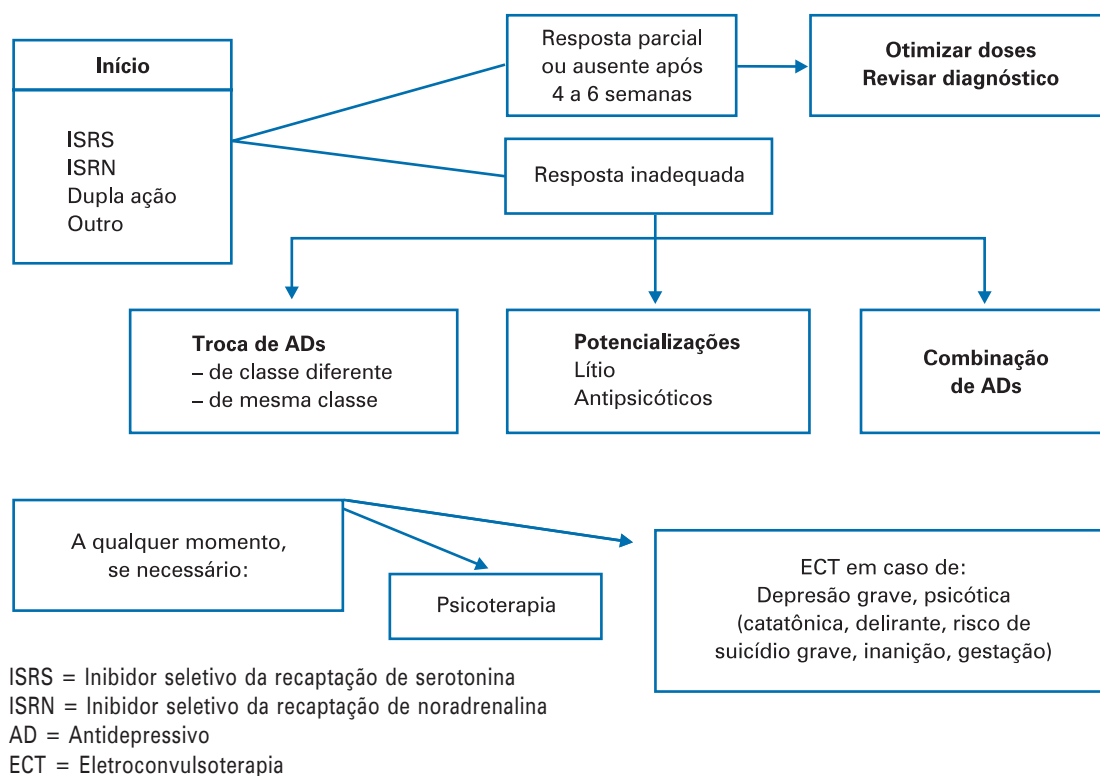 Início
ISRS
ISRN
Dupla ação
Outro
Resposta parcial
ou ausente após
4 a 6 semanas
Otimizar doses
Revisar diagnóstico
Resposta inadequada
Troca de ADs
– de classe diferente
– de mesma classe
Potencializações
Lítio
Antipsicóticos
Combinação
de ADs
A qualquer momento,
se necessário:
Psicoterapia
ECT em caso de:
Depresão grave, psicótica
(catatônica, delirante, risco de
suicídio grave, inanição, gestação)
ISRS = Inibidor seletivo da recaptação de serotonina
ISRN = Inibidor seletivo da recaptação de noradrenalina
AD = Antidepressivo
ECT = Eletroconvulsoterapia